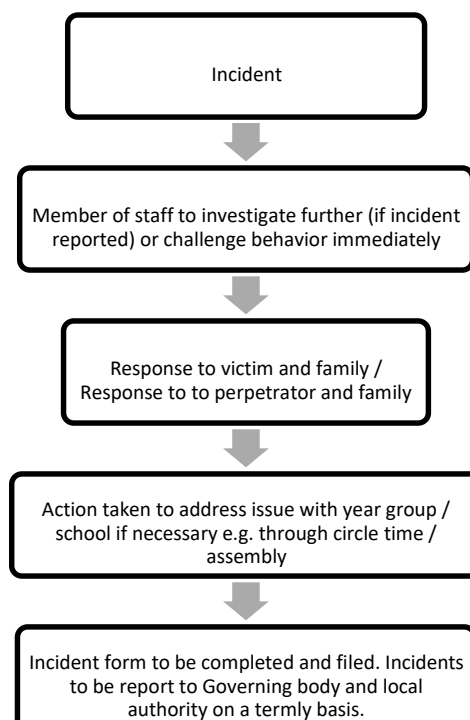 Incident
Member of staff to investigate further (if incident
reported) or challenge behavior immediately
Response to victim and family /
Response to to perpetrator and family
Action taken to address issue with year group /
school if necessary e.g. through circle time /
assembly
Incident form to be completed and filed. Incidents
to be report to Governing body and local
authority on a termly basis.